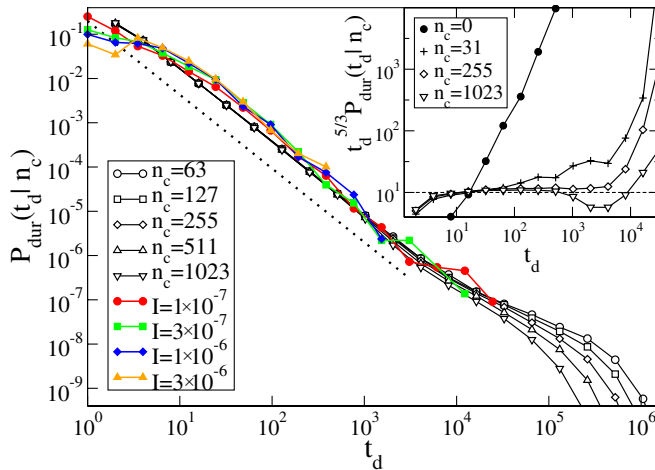 P_dur(t_d | n_c)
10^-1
10^-2
10^-3
10^-4
10^-5
10^-6
10^-7
10^-8
10^-9
n_c=63
n_c=127
n_c=255
n_c=511
n_c=1023
I=1×10^-7
I=3×10^-7
I=1×10^-6
I=3×10^-6
10^0 10^1 10^2 10^3 10^4 10^5 10^6
t_d
t_d^5/3 P_dur(t_d | n_c)
10^3
10^2
10^1
n_c=0
n_c=31
n_c=255
n_c=1023
10^1 10^2 10^3 10^4
t_d